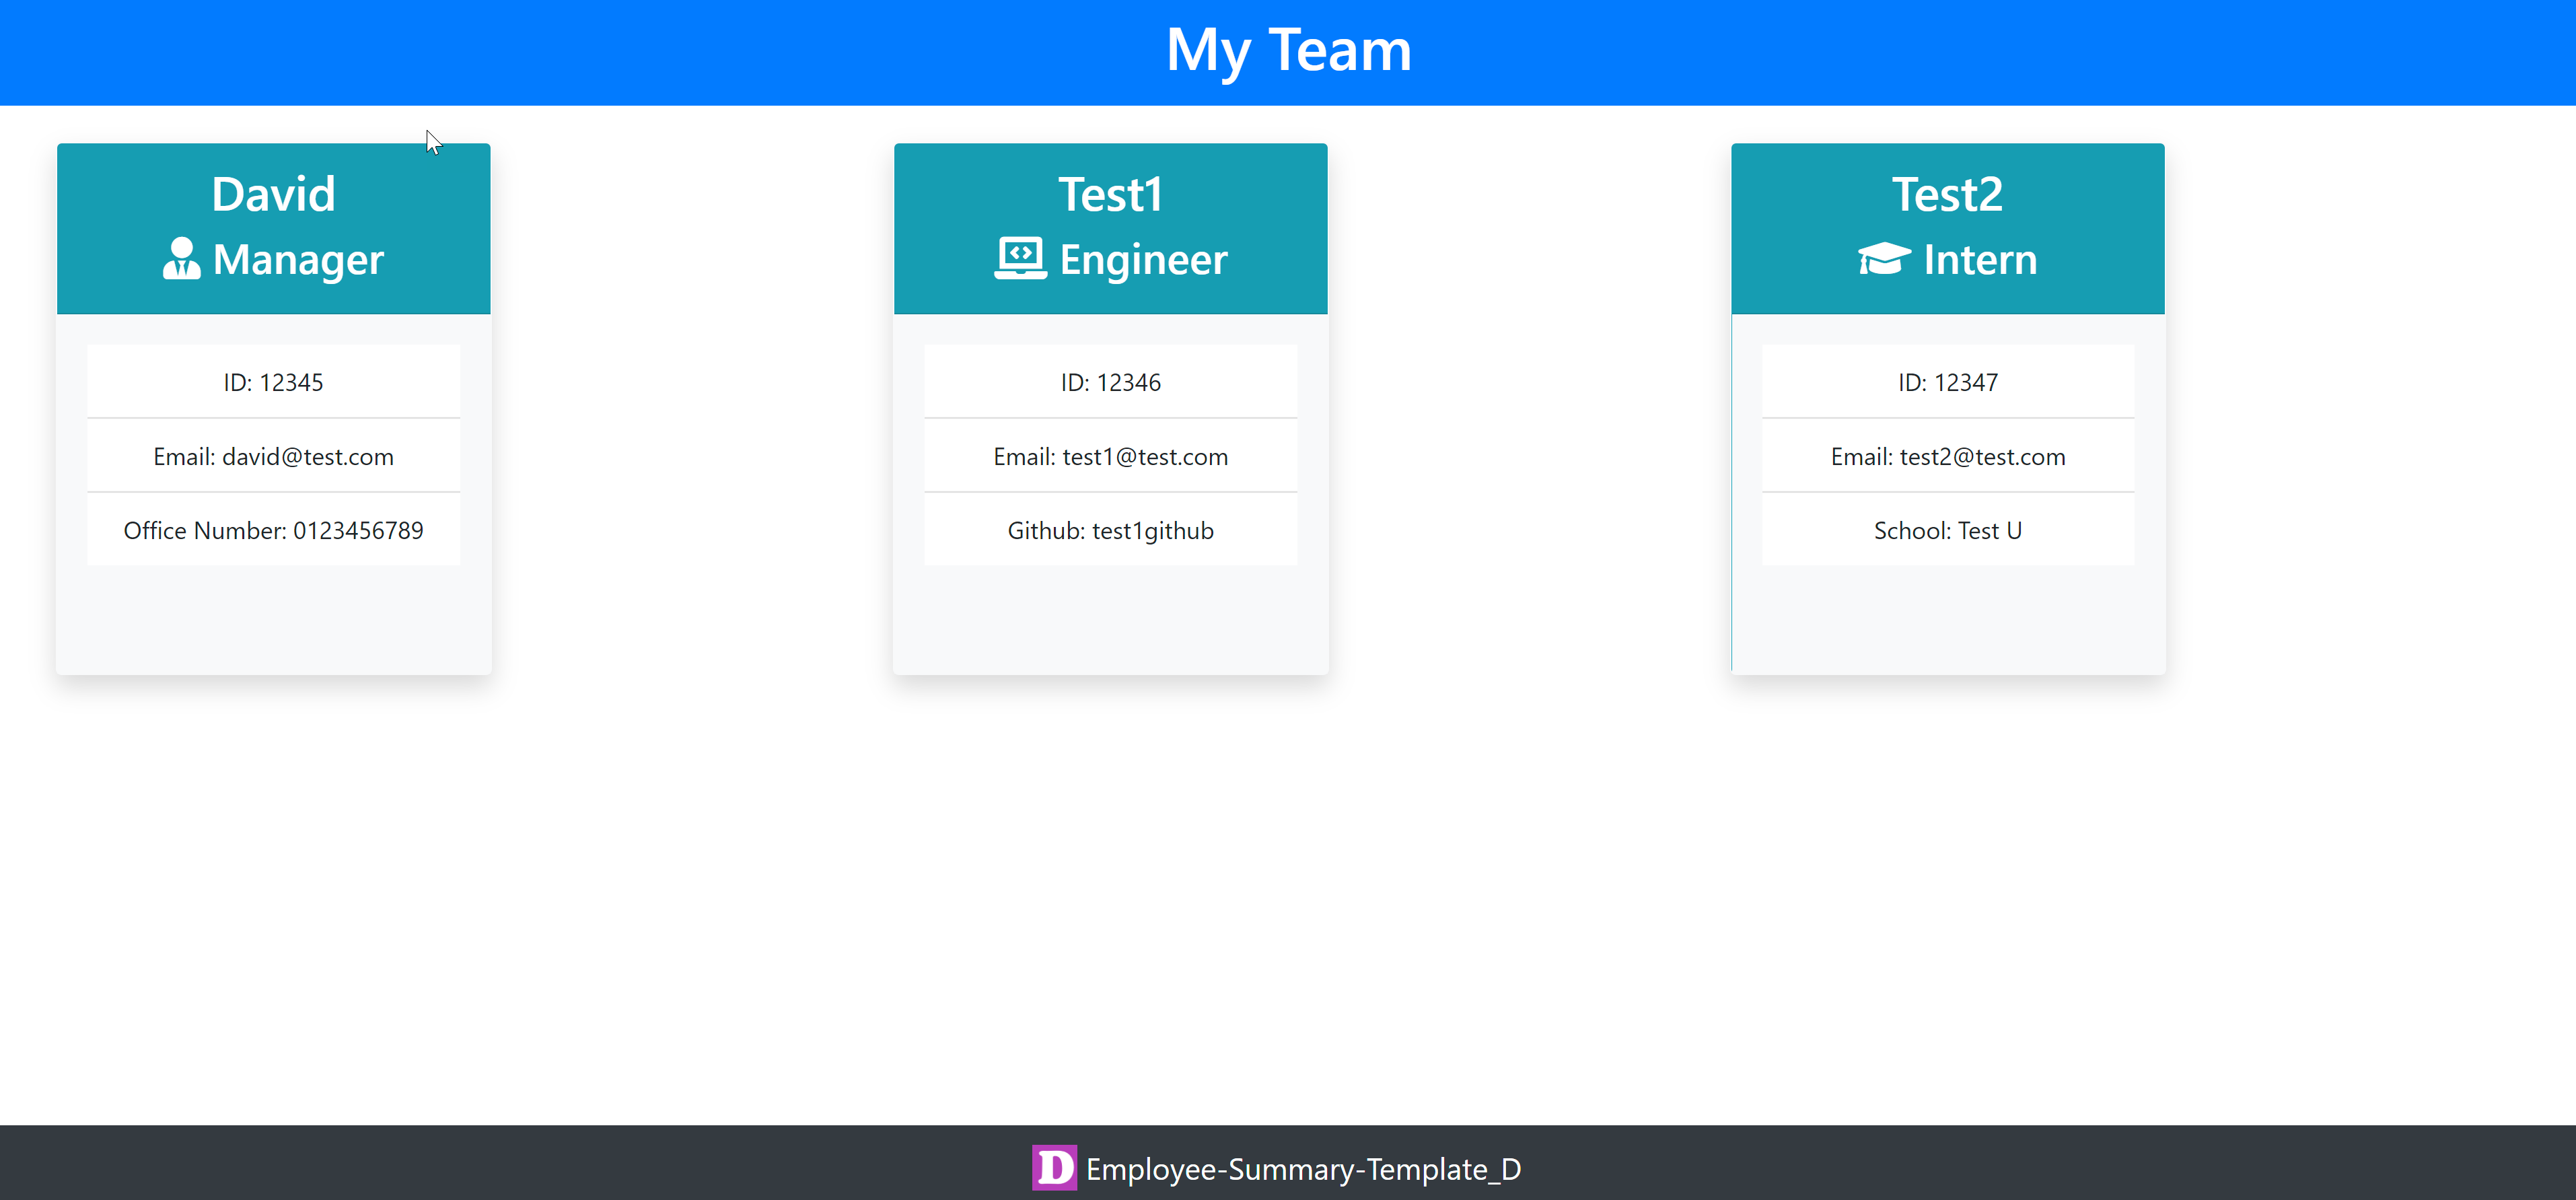 My Team
David
Manager
ID: 12345
Email: david@test.com
Office Number: 0123456789
Test1
Engineer
ID: 12346
Email: test1@test.com
Github: test1github
Test2
Intern
ID: 12347
Email: test2@test.com
School: Test U
D Employee-Summary-Template_D